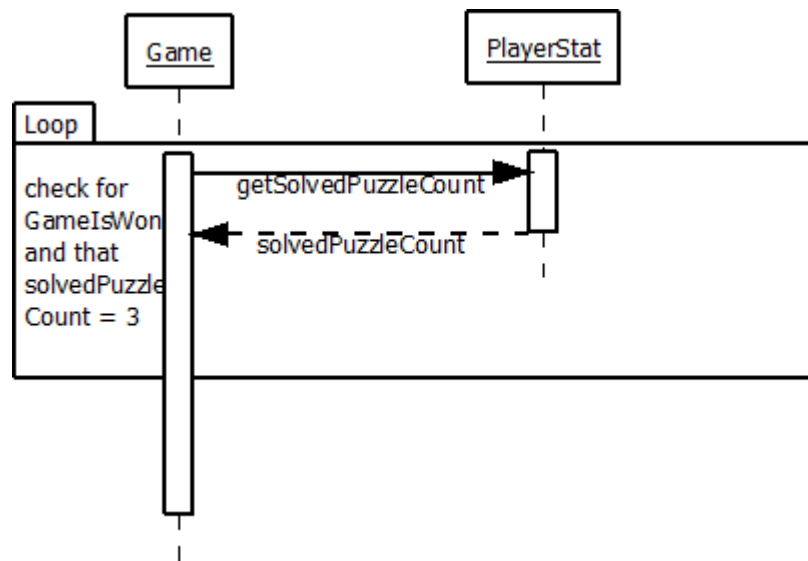 Game
PlayerStat
Loop
check for
GameIsWon
and that
solvedPuzzle
Count = 3
getSolvedPuzzleCount
solvedPuzzleCount